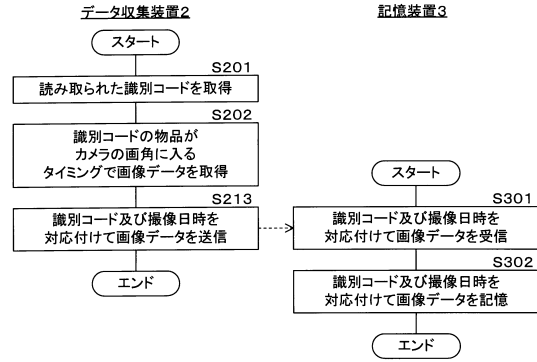 データ収集装置2
記憶装置3
スタート
S201
読み取られた識別コードを取得
S202
識別コードの物品が
カメラの画角に入る
タイミングで画像データを取得
S213
識別コード及び撮像日時を
対応付けて画像データを送信
エンド
スタート
S301
識別コード及び撮像日時を
対応付けて画像データを受信
S302
識別コード及び撮像日時を
対応付けて画像データを記憶
エンド